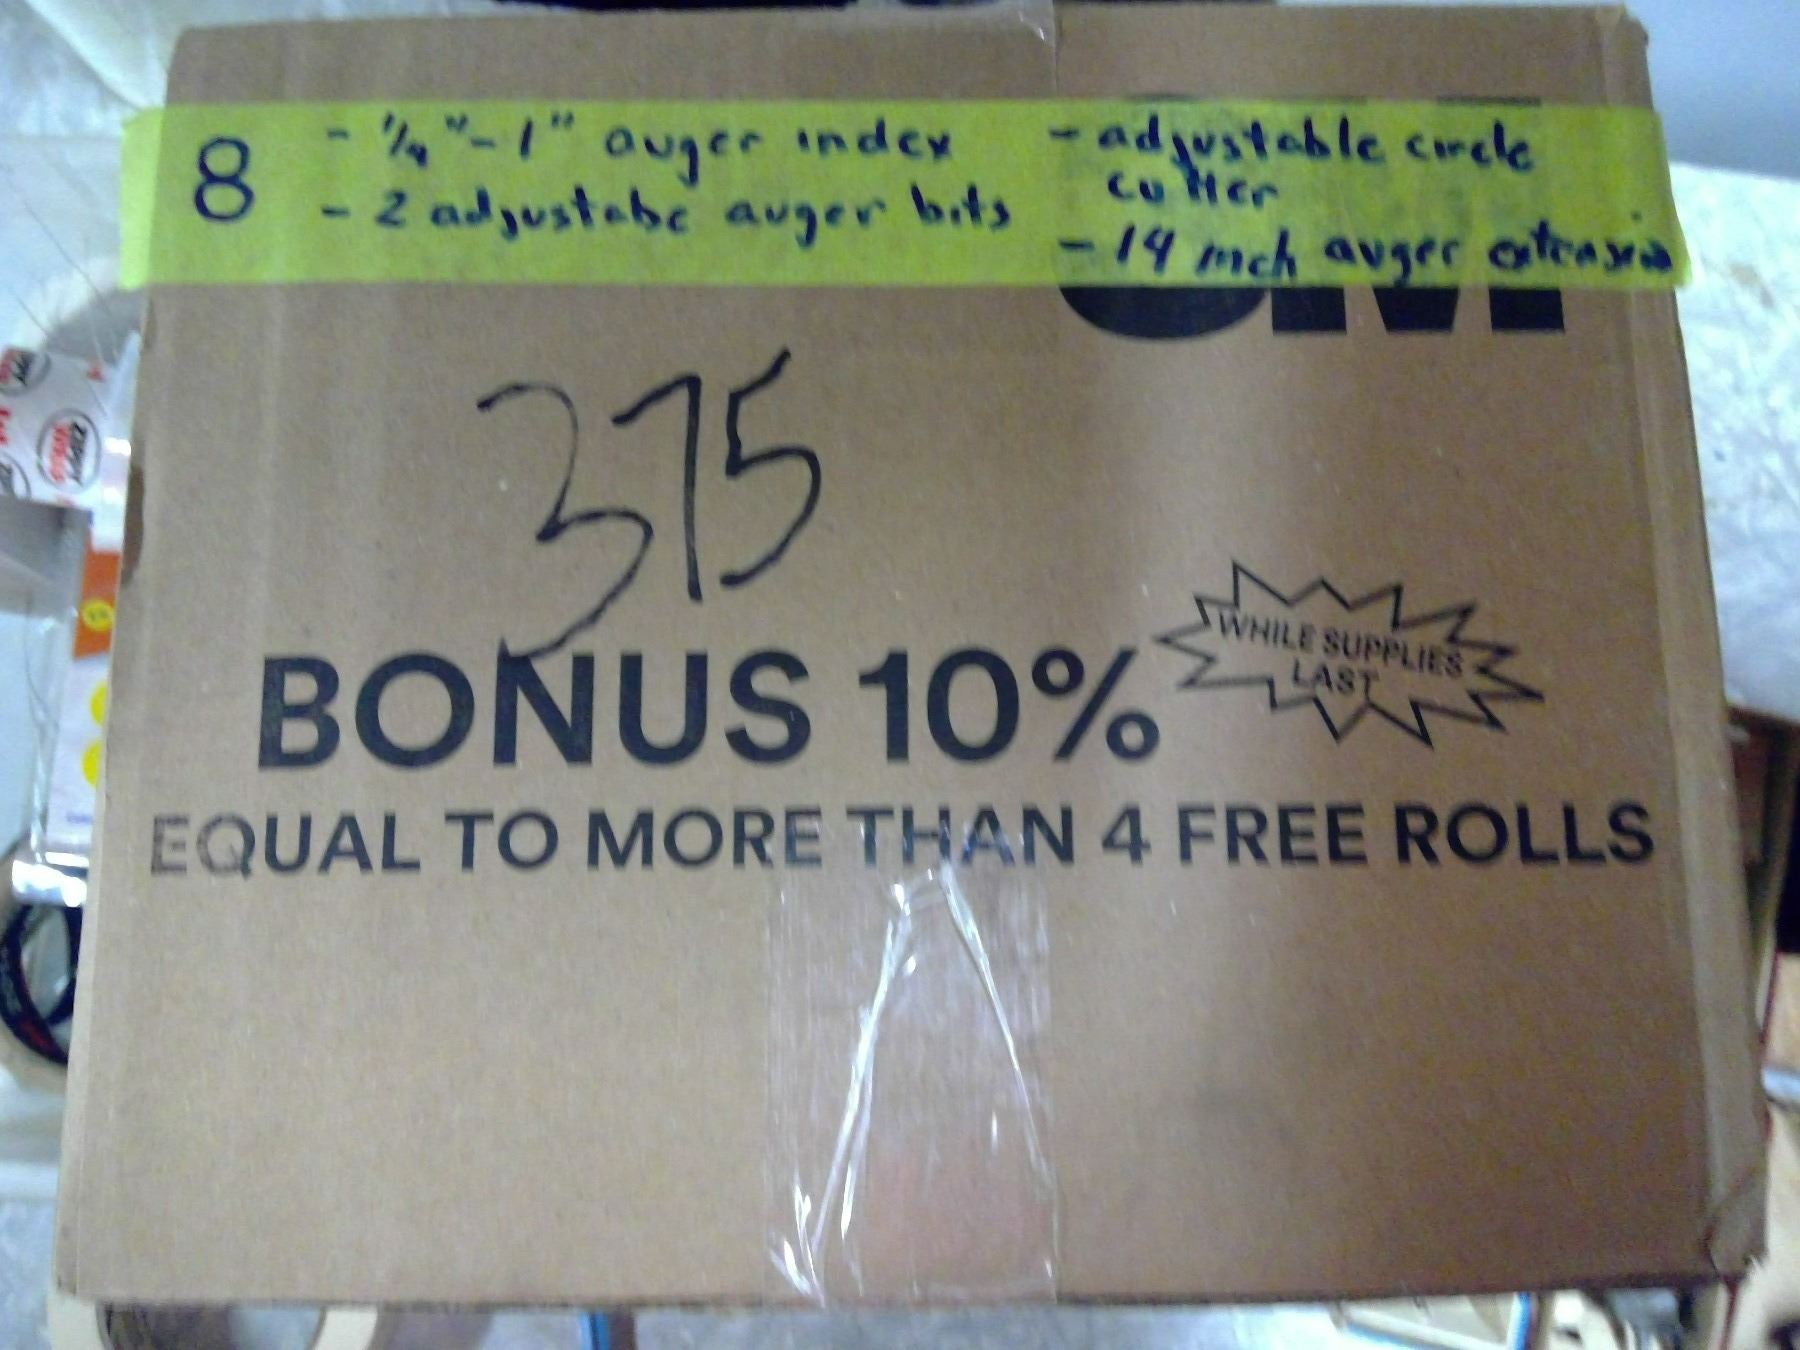 8
- 1/4" - 1" auger index
- 2 adjustabe auger bits
- adjustable circle
cutter
- 14 inch auger extension
3M
375
BONUS 10%
WHILE SUPPLIES
LAST
EQUAL TO MORE THAN 4 FREE ROLLS